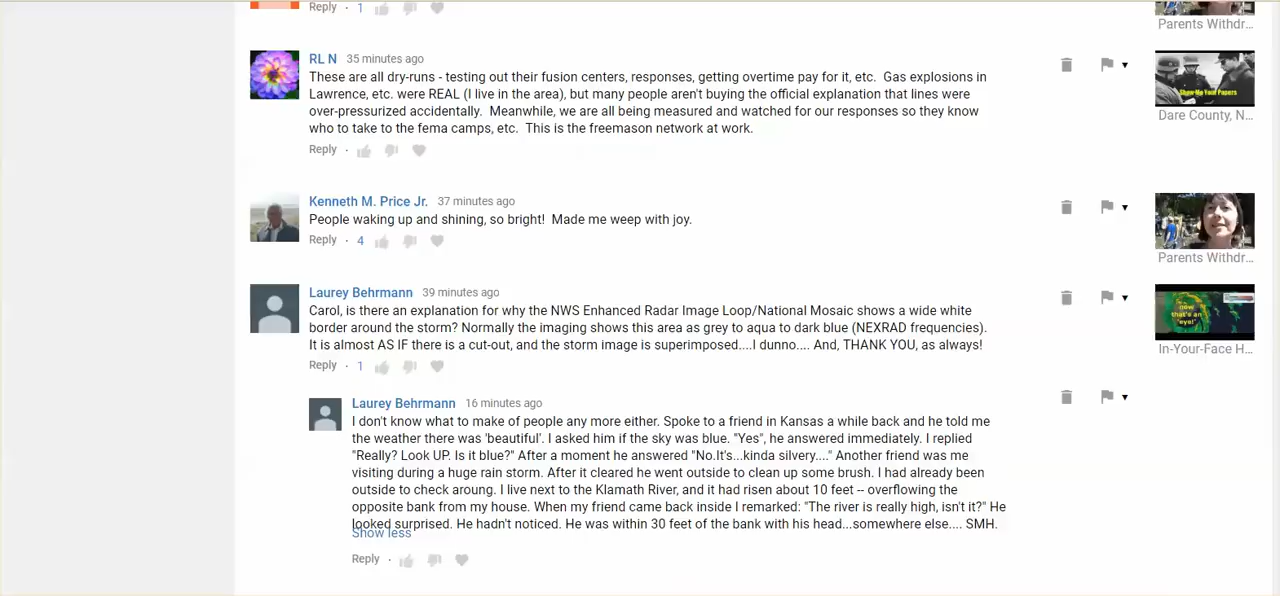 Reply · 1
Parents Withdr...
RL N 35 minutes ago
These are all dry-runs - testing out their fusion centers, responses, getting overtime pay for it, etc.  Gas explosions in
Lawrence, etc. were REAL (I live in the area), but many people aren't buying the official explanation that lines were
over-pressurized accidentally.  Meanwhile, we are all being measured and watched for our responses so they know
who to take to the fema camps, etc.  This is the freemason network at work.
Reply ·
Show Me Your Papers
Dare County, N...
Kenneth M. Price Jr. 37 minutes ago
People waking up and shining, so bright!  Made me weep with joy.
Reply · 4
Parents Withdr...
Laurey Behrmann 39 minutes ago
Carol, is there an explanation for why the NWS Enhanced Radar Image Loop/National Mosaic shows a wide white
border around the storm? Normally the imaging shows this area as grey to aqua to dark blue (NEXRAD frequencies).
It is almost AS IF there is a cut-out, and the storm image is superimposed....I dunno.... And, THANK YOU, as always!
Reply · 1
now
that's an
'eye!'
In-Your-Face H...
Laurey Behrmann 16 minutes ago
I don't know what to make of people any more either. Spoke to a friend in Kansas a while back and he told me
the weather there was 'beautiful'. I asked him if the sky was blue. "Yes", he answered immediately. I replied
"Really? Look UP. Is it blue?" After a moment he answered "No.It's...kinda silvery...." Another friend was me
visiting during a huge rain storm. After it cleared he went outside to clean up some brush. I had already been
outside to check aroung. I live next to the Klamath River, and it had risen about 10 feet -- overflowing the
opposite bank from my house. When my friend came back inside I remarked: "The river is really high, isn't it?" He
looked surprised. He hadn't noticed. He was within 30 feet of the bank with his head...somewhere else.... SMH.
Show less
Reply ·